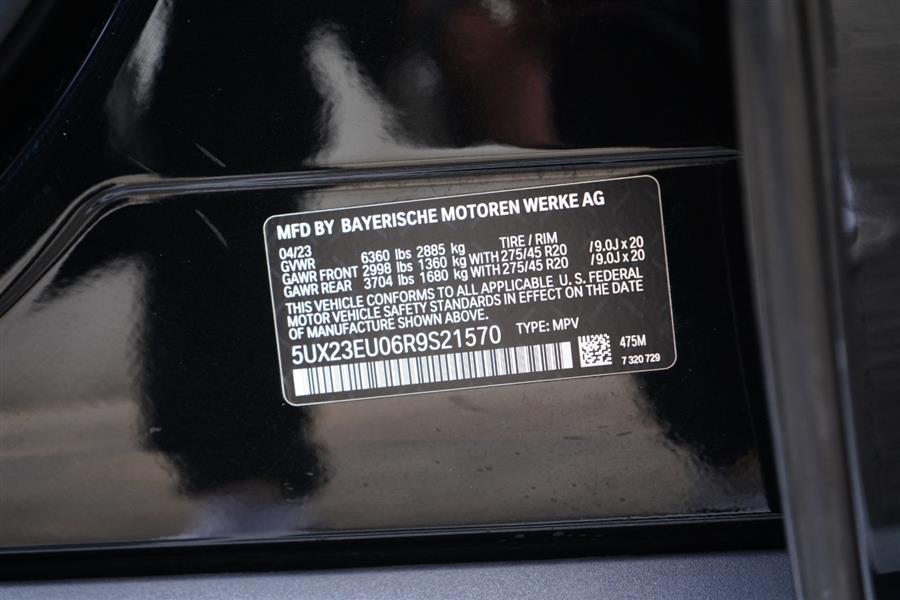 MFD BY BAYERISCHE MOTOREN WERKE AG
04/23
GVWR 6360 lbs 2885 kg TIRE / RIM
GAWR FRONT 2998 lbs 1360 kg WITH 275/45 R20 / 9.0J x 20
GAWR REAR 3704 lbs 1680 kg WITH 275/45 R20 / 9.0J x 20
THIS VEHICLE CONFORMS TO ALL APPLICABLE U. S. FEDERAL
MOTOR VEHICLE SAFETY STANDARDS IN EFFECT ON THE DATE
OF MANUFACTURE SHOWN ABOVE.
5UX23EU06R9S21570 TYPE: MPV
475M
7 320 729